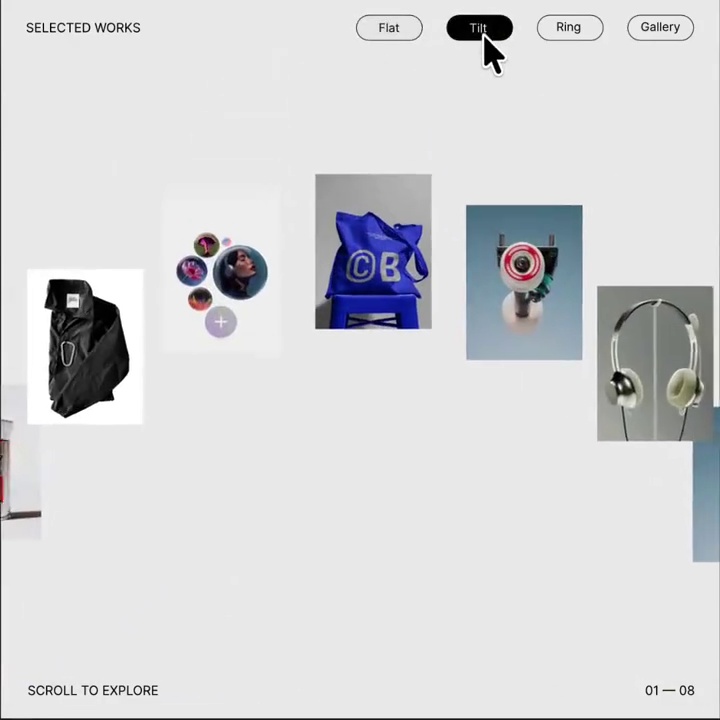 SELECTED WORKS
Flat
Tilt
Ring
Gallery
©B
SCROLL TO EXPLORE
01 — 08